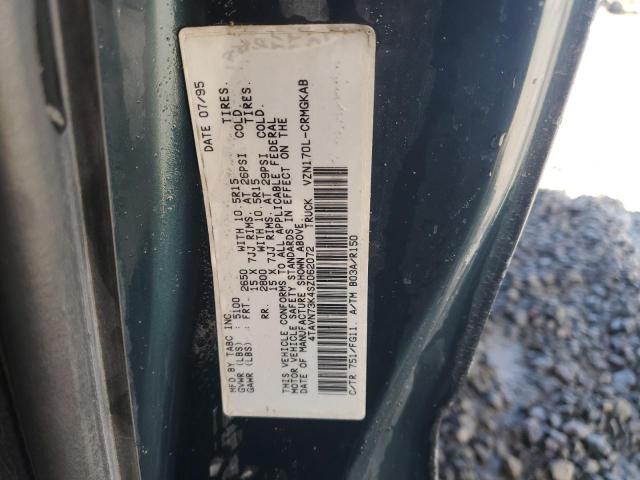 MFD.BY TABC INC. DATE 07/95
GVWR (LBS) : 5100
GAWR (LBS) : FRT. 2650 WITH 10.5R15 TIRES.
15 X 7JJ RIMS. AT 26PSI COLD.
RR. 2800 WITH 10.5R15 TIRES.
15 X 7JJ RIMS. AT 29PSI COLD.
THIS VEHICLE CONFORMS TO ALL APPLICABLE FEDERAL
MOTOR VEHICLE SAFETY STANDARDS IN EFFECT ON THE
DATE OF MANUFACTURE SHOWN ABOVE.
4TAVN73K4SZ062072 TRUCK VZN170L-CRMGKAB
C/TR 751/FG11. A/TM B03A/R150